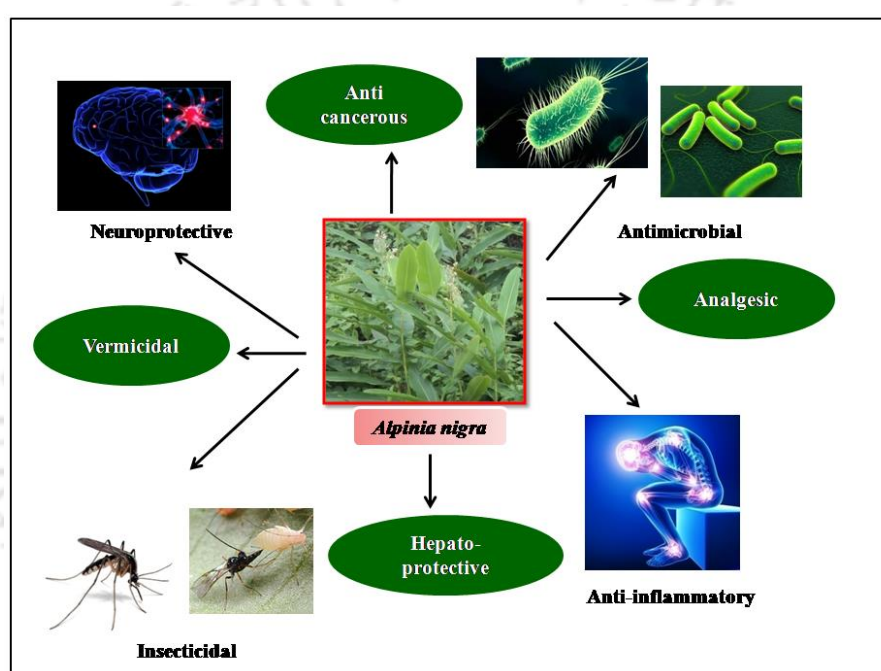 Anti
cancerous
Neuroprotective
Antimicrobial
Analgesic
Vermicidal
Alpinia nigra
Hepato-
protective
Anti-inflammatory
Insecticidal